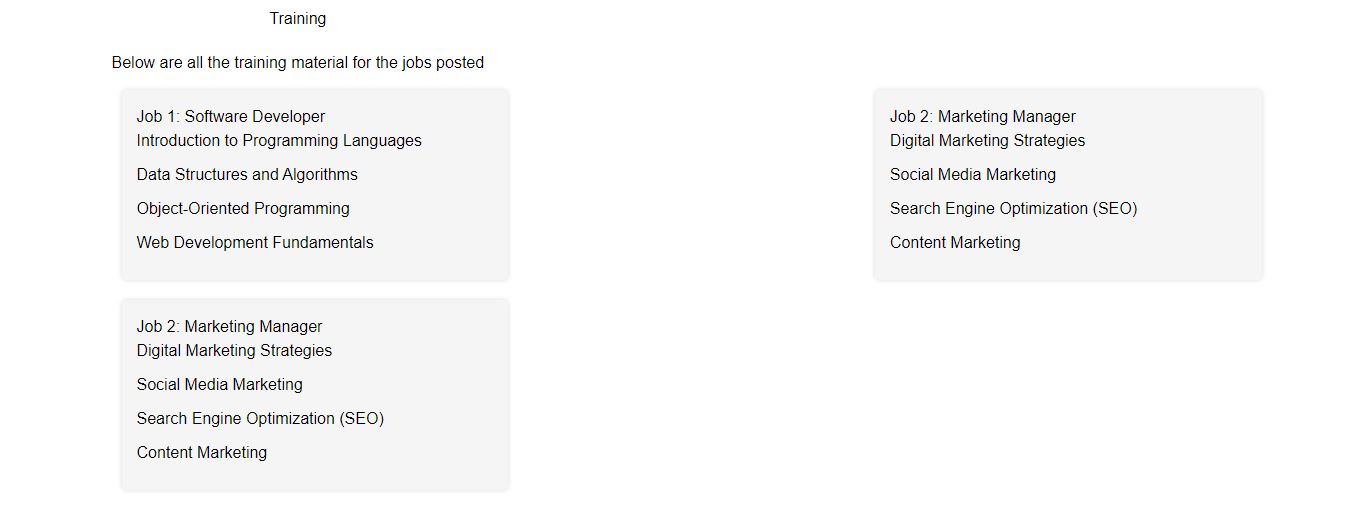 Training
Below are all the training material for the jobs posted
Job 1: Software Developer
Introduction to Programming Languages
Data Structures and Algorithms
Object-Oriented Programming
Web Development Fundamentals
Job 2: Marketing Manager
Digital Marketing Strategies
Social Media Marketing
Search Engine Optimization (SEO)
Content Marketing
Job 2: Marketing Manager
Digital Marketing Strategies
Social Media Marketing
Search Engine Optimization (SEO)
Content Marketing